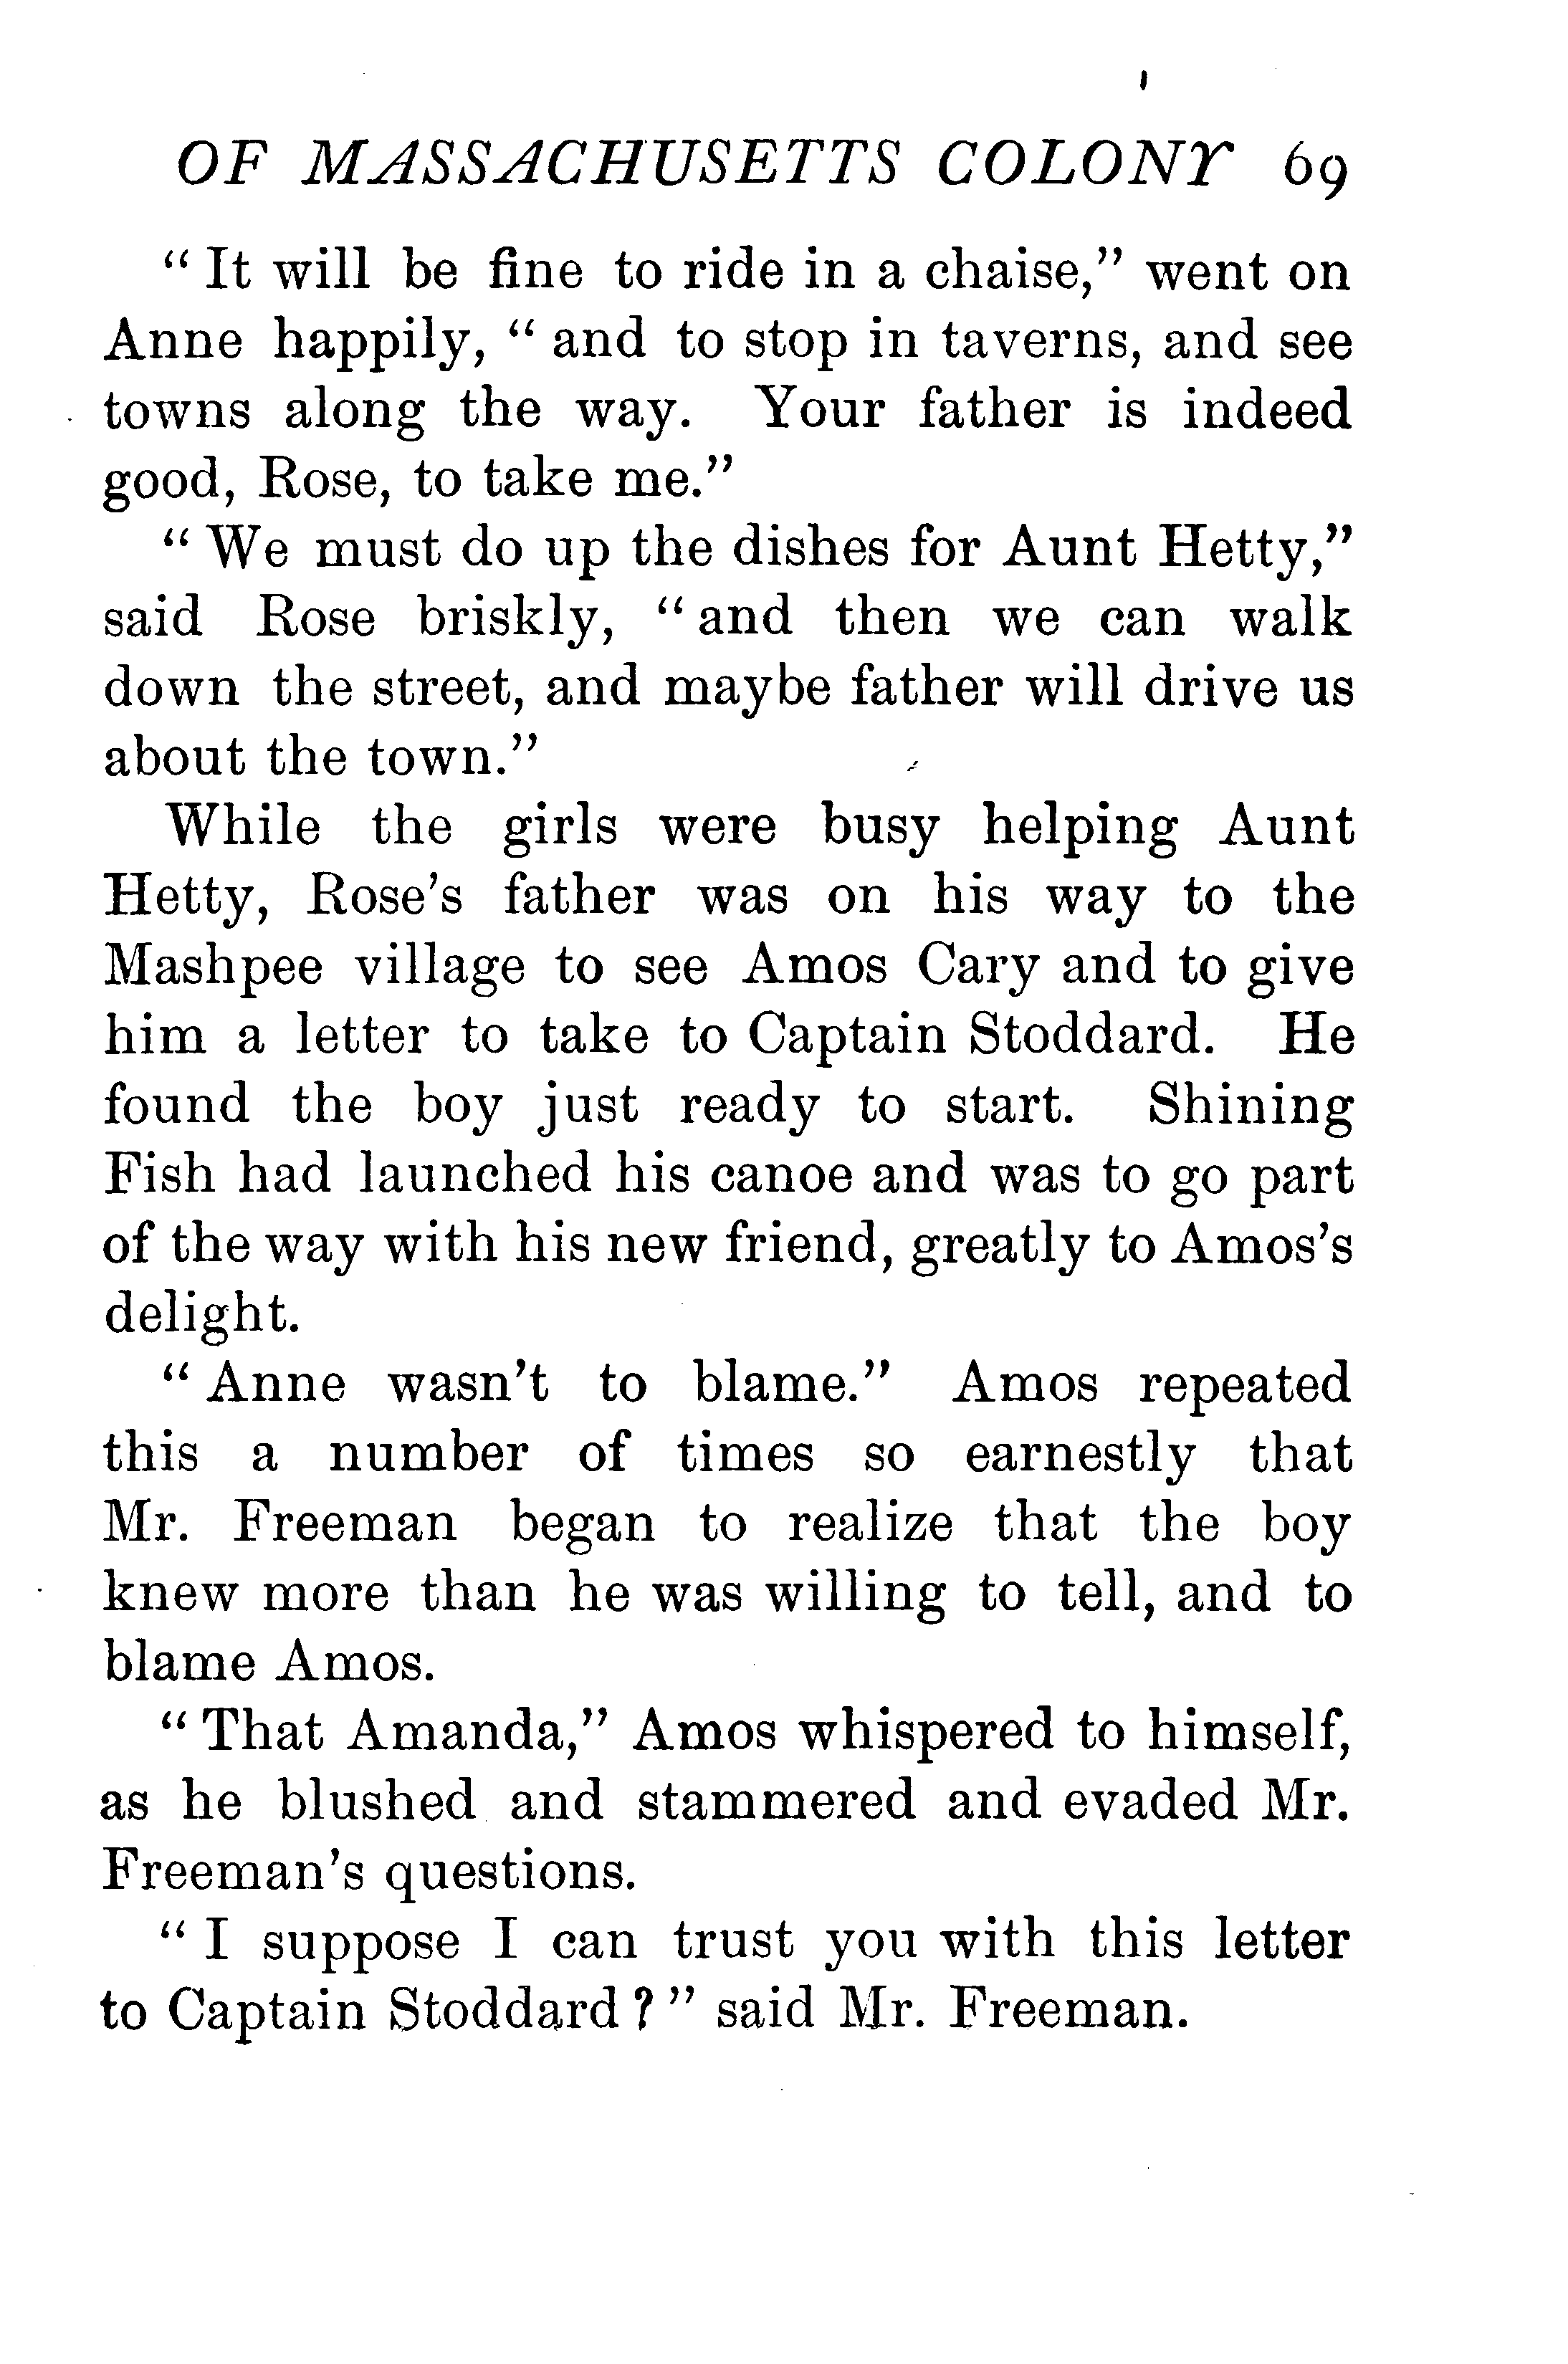 OF MASSACHUSETTS COLONY 69
“ It will be fine to ride in a chaise,” went on
Anne happily, “ and to stop in taverns, and see
towns along the way. Your father is indeed
good, Rose, to take me.”
“ We must do up the dishes for Aunt Hetty,”
said Rose briskly, “ and then we can walk
down the street, and maybe father will drive us
about the town.”
While the girls were busy helping Aunt
Hetty, Rose’s father was on his way to the
Mashpee village to see Amos Cary and to give
him a letter to take to Captain Stoddard. He
found the boy just ready to start. Shining
Fish had launched his canoe and was to go part
of the way with his new friend, greatly to Amos’s
delight.
“ Anne wasn’t to blame.” Amos repeated
this a number of times so earnestly that
Mr. Freeman began to realize that the boy
knew more than he was willing to tell, and to
blame Amos.
“ That Amanda,” Amos whispered to himself,
as he blushed and stammered and evaded Mr.
Freeman’s questions.
“ I suppose I can trust you with this letter
to Captain Stoddard ? ” said Mr. Freeman.